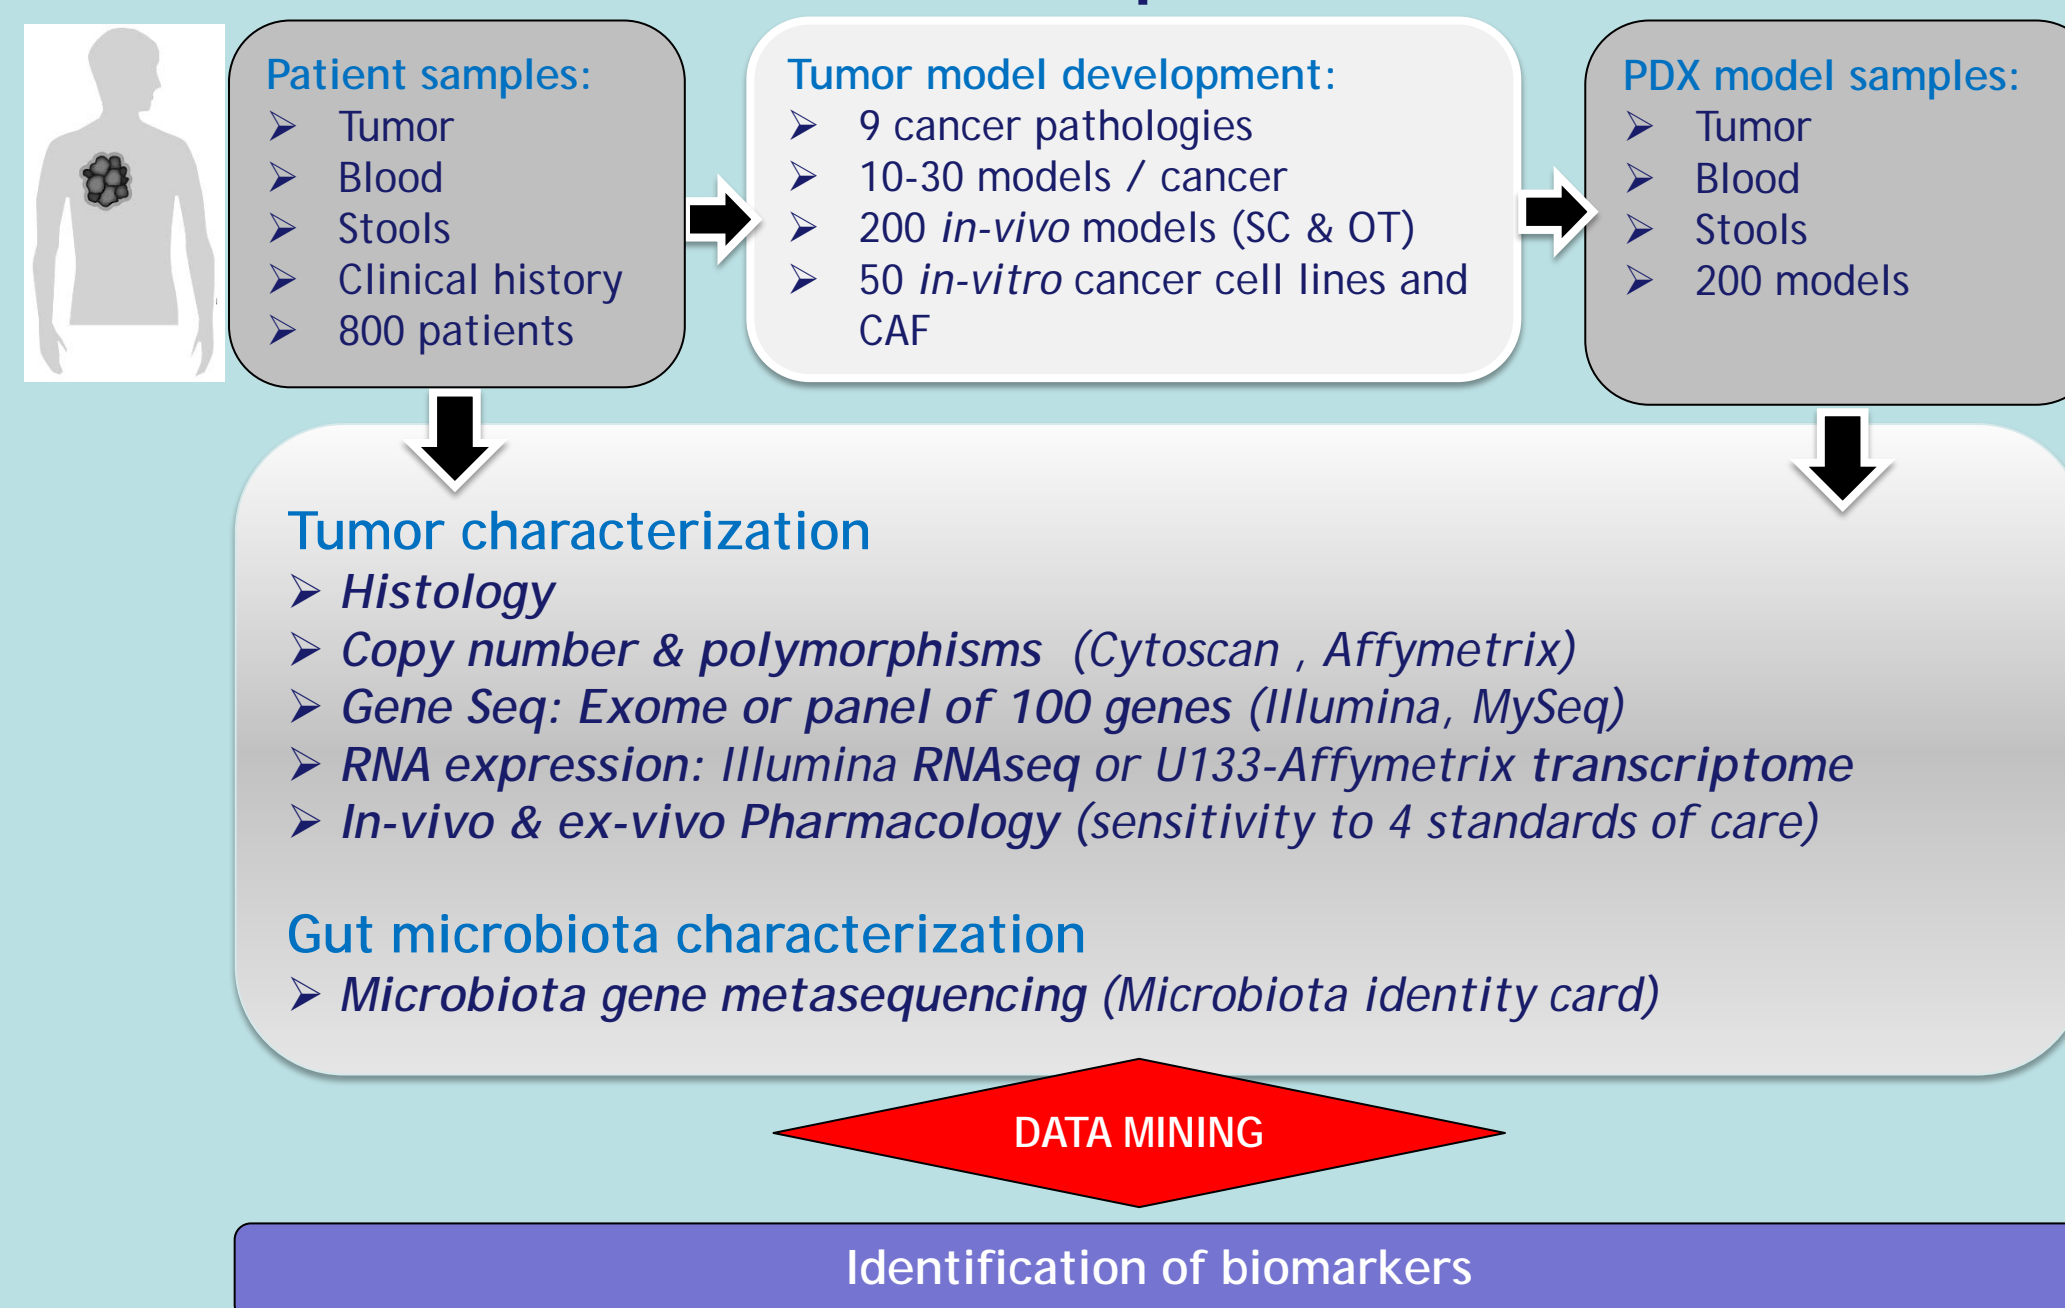 Patient samples:
➢ Tumor
➢ Blood
➢ Stools
➢ Clinical history
➢ 800 patients
Tumor model development:
➢ 9 cancer pathologies
➢ 10-30 models / cancer
➢ 200 in-vivo models (SC & OT)
➢ 50 in-vitro cancer cell lines and
CAF
PDX model samples:
➢ Tumor
➢ Blood
➢ Stools
➢ 200 models
Tumor characterization
➢ Histology
➢ Copy number & polymorphisms (Cytoscan , Affymetrix)
➢ Gene Seq: Exome or panel of 100 genes (Illumina, MySeq)
➢ RNA expression: Illumina RNAseq or U133-Affymetrix transcriptome
➢ In-vivo & ex-vivo Pharmacology (sensitivity to 4 standards of care)
Gut microbiota characterization
➢ Microbiota gene metasequencing (Microbiota identity card)
DATA MINING
Identification of biomarkers